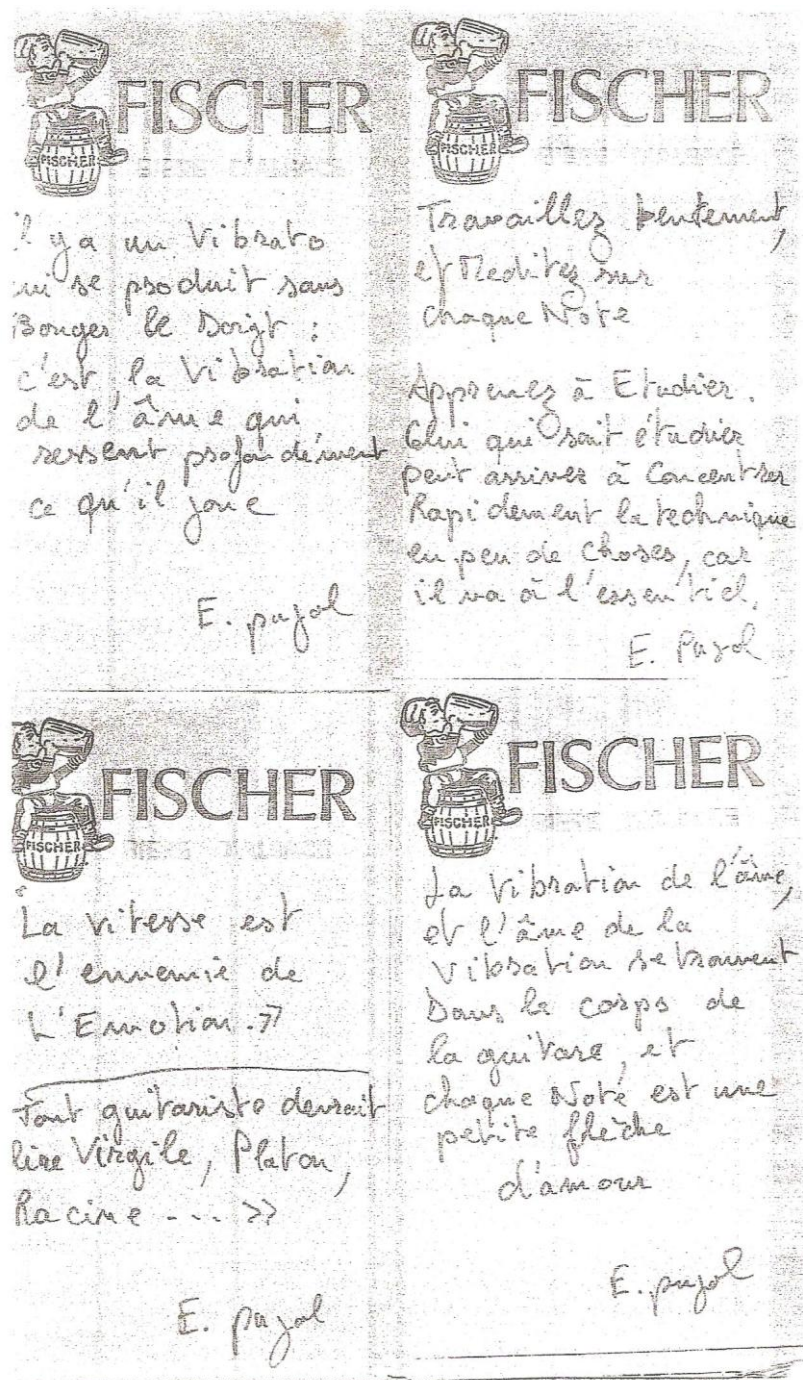 FISCHER
FISCHER
il y a un Vibrato
qui se produit sans
Bouger le Doigt :
c'est la Vibration
de l'âme qui
ressent profondément
ce qu'il joue
E. pujol
FISCHER
FISCHER
Travaillez lentement,
et Meditez sur
chaque Note
Apprenez à Etudier.
Celui qui sait étudier
peut arriver à Concentrer
Rapidement la technique
en peu de choses, car
il va à l'essentiel.
E. Pujol
FISCHER
FISCHER
La vitesse est
l'ennemie de
L'Emotion.»
Tout guitariste devrait
lire Virgile, Platon,
Racine ... »
E. pujol
FISCHER
FISCHER
La Vibration de l'âme,
et l'âme de la
Vibration se trouvent
Dans le corps de
la guitare, et
chaque Note est une
petite flèche
d'amour
E. pujol